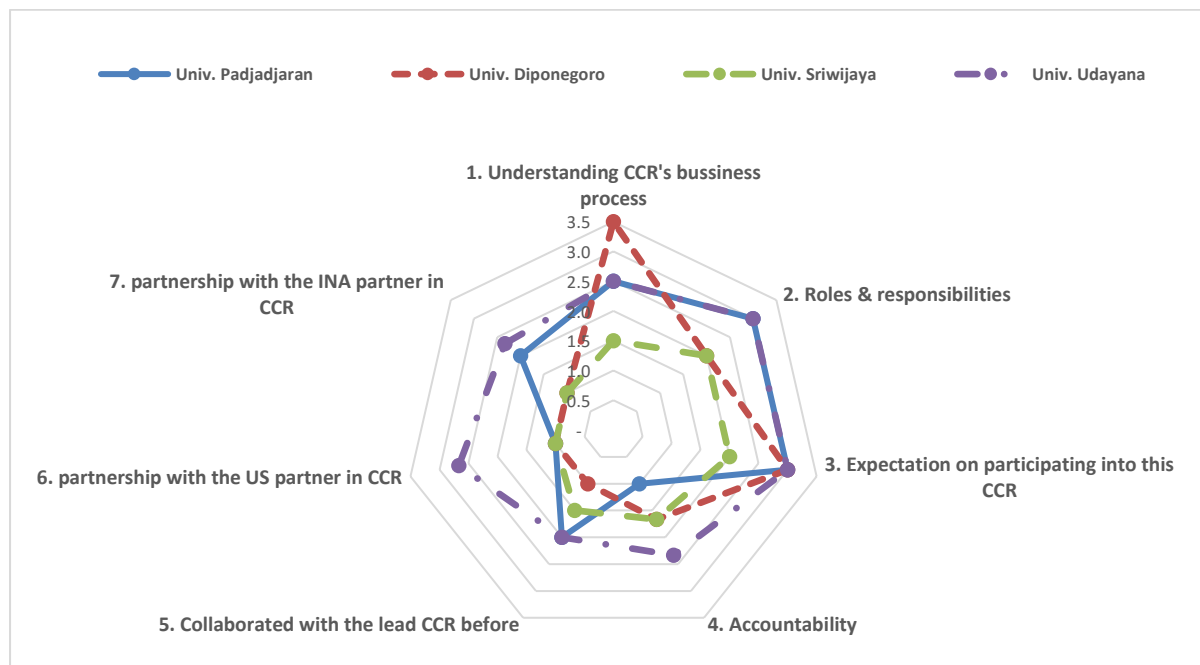 Univ. Padjadjaran Univ. Diponegoro Univ. Sriwijaya Univ. Udayana
1. Understanding CCR's bussiness
process
3.5
3.0
2.5
2.0
1.5
1.0
0.5
-
2. Roles & responsibilities
3. Expectation on participating into this
CCR
4. Accountability
5. Collaborated with the lead CCR before
6. partnership with the US partner in CCR
7. partnership with the INA partner in
CCR